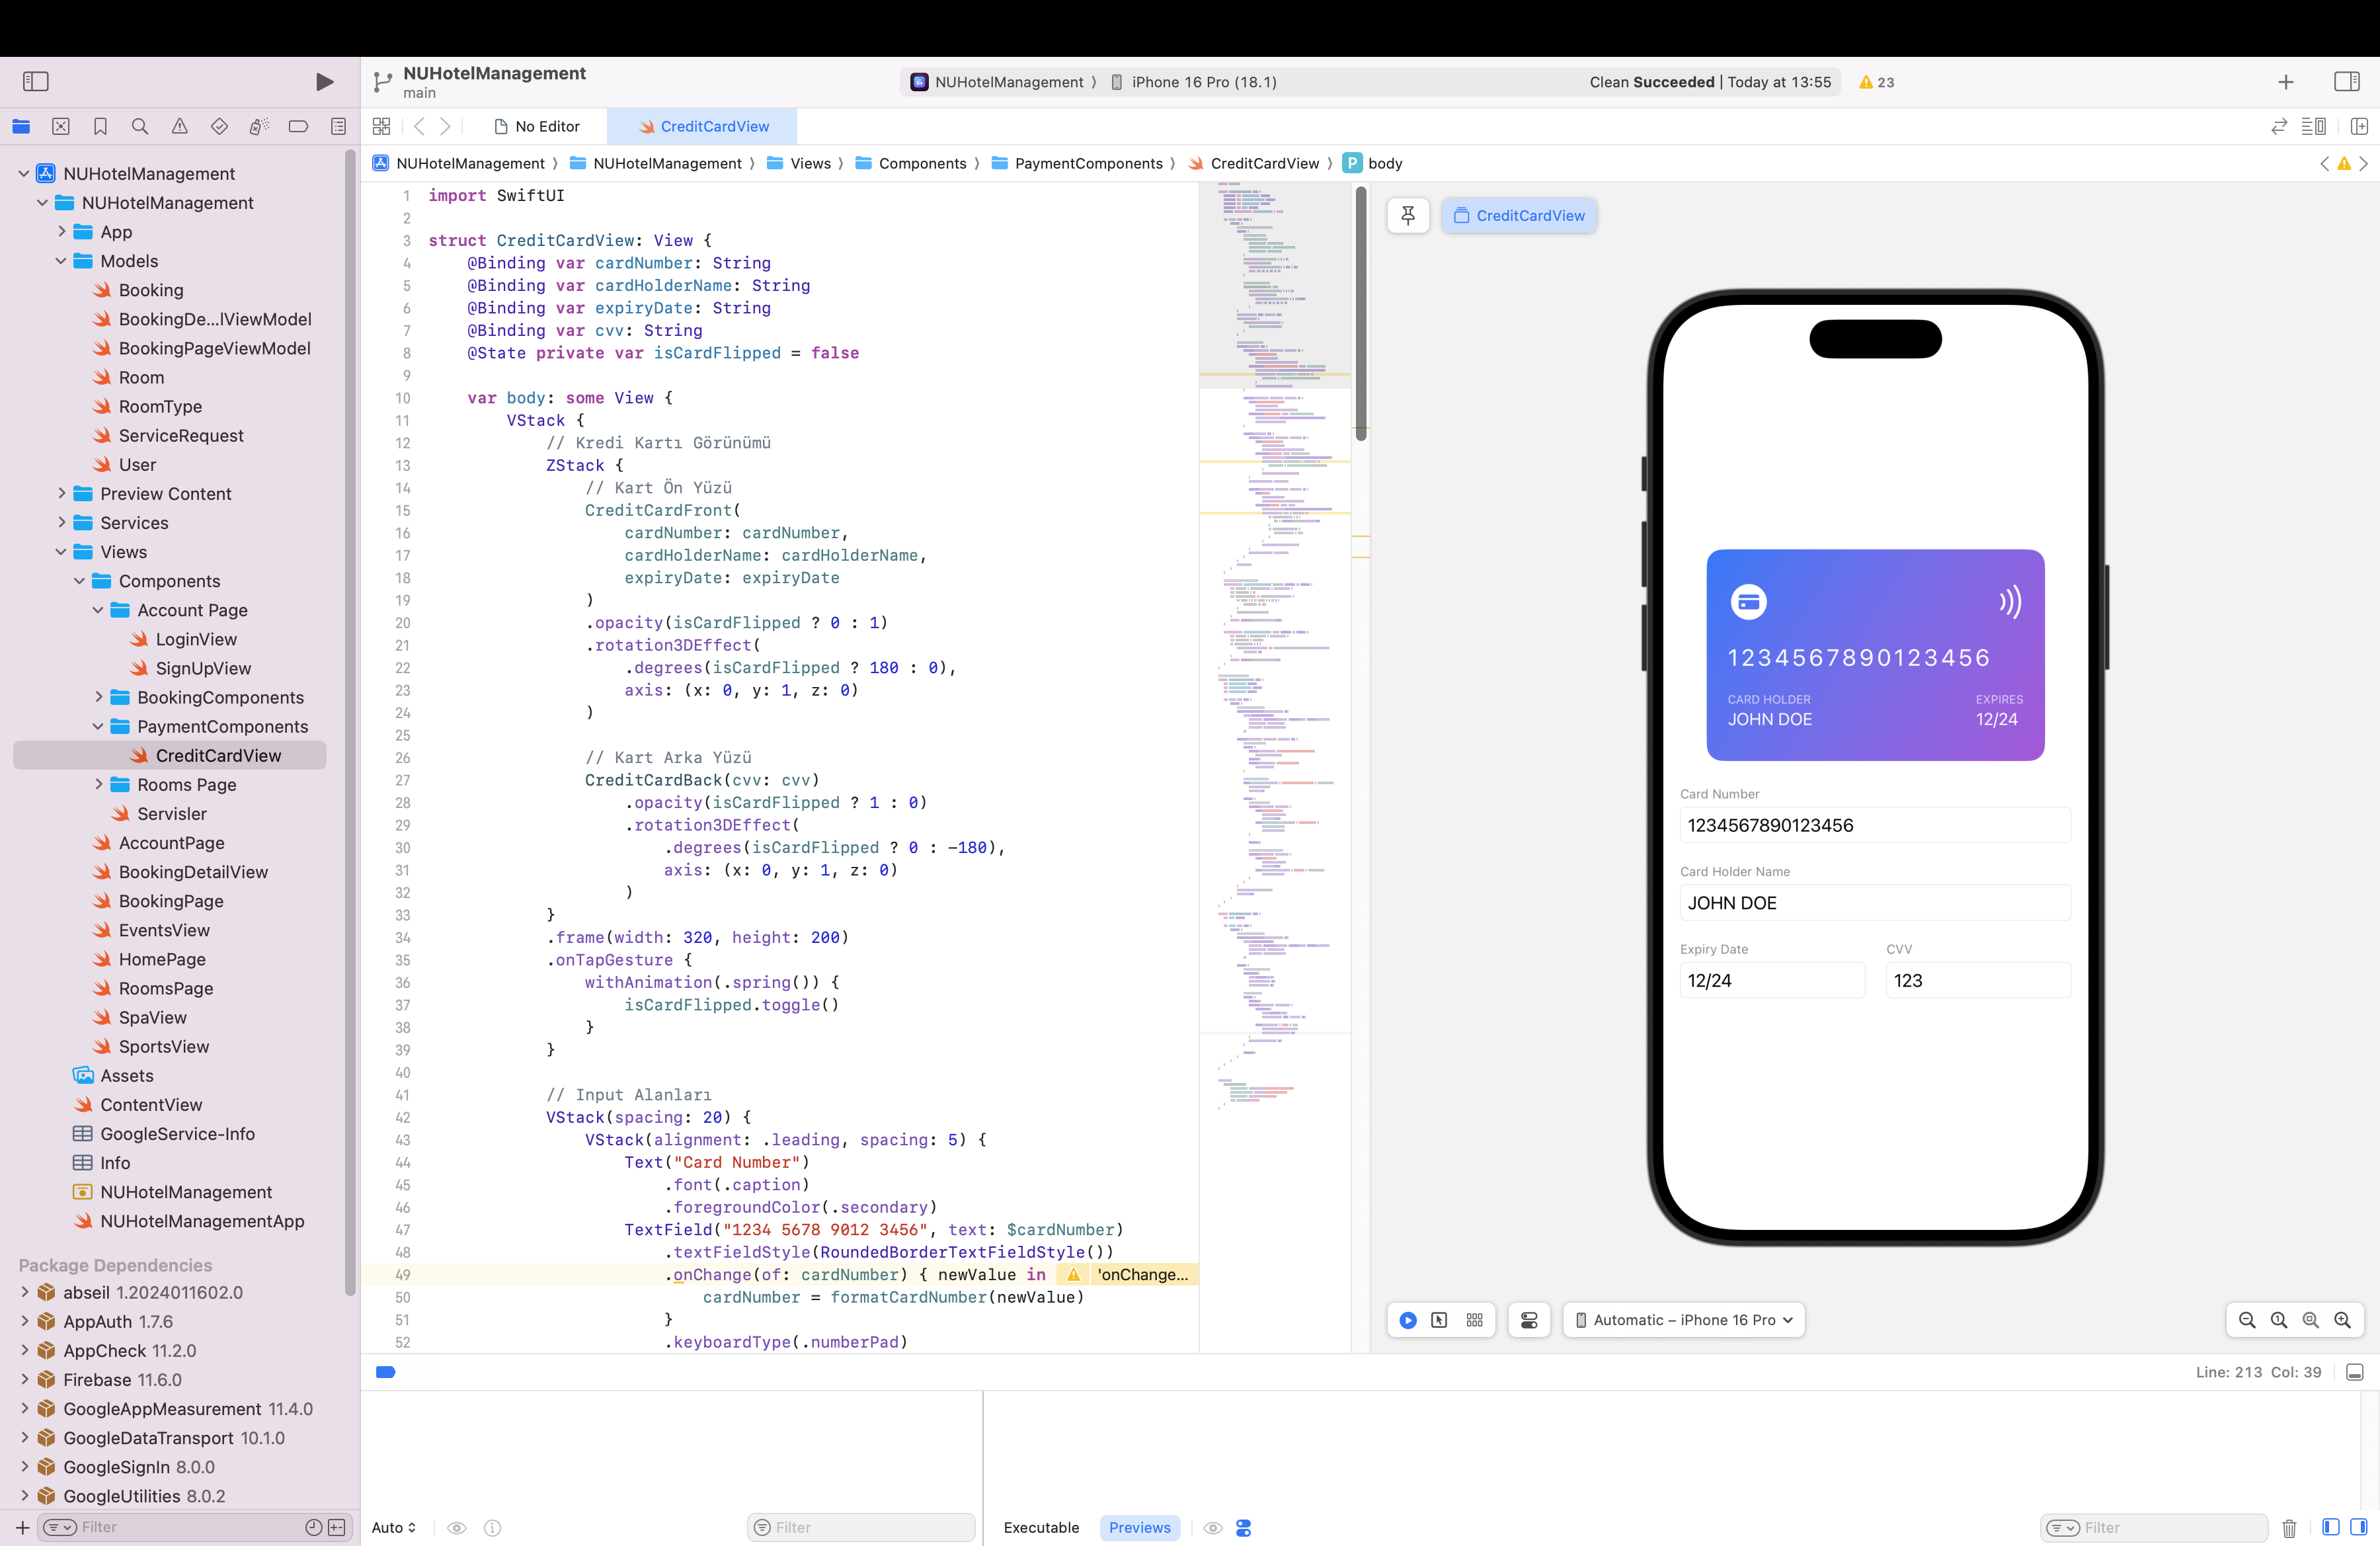 NUHotelManagement
main
NUHotelManagement
iPhone 16 Pro (18.1)
Clean Succeeded | Today at 13:55
23
No Editor
CreditCardView
NUHotelManagement
NUHotelManagement
Views
Components
PaymentComponents
CreditCardView
P
body
NUHotelManagement
NUHotelManagement
App
Models
Booking
BookingDe...lViewModel
BookingPageViewModel
Room
RoomType
ServiceRequest
User
Preview Content
Services
Views
Components
Account Page
LoginView
SignUpView
BookingComponents
PaymentComponents
CreditCardView
Rooms Page
Servisler
AccountPage
BookingDetailView
BookingPage
EventsView
HomePage
RoomsPage
SpaView
SportsView
Assets
ContentView
GoogleService-Info
Info
NUHotelManagement
NUHotelManagementApp
Package Dependencies
abseil 1.2024011602.0
AppAuth 1.7.6
AppCheck 11.2.0
Firebase 11.6.0
GoogleAppMeasurement 11.4.0
GoogleDataTransport 10.1.0
GoogleSignIn 8.0.0
GoogleUtilities 8.0.2
Filter
1 import SwiftUI
2
3 struct CreditCardView: View {
4 @Binding var cardNumber: String
5 @Binding var cardHolderName: String
6 @Binding var expiryDate: String
7 @Binding var cvv: String
8 @State private var isCardFlipped = false
9
10 var body: some View {
11 VStack {
12 // Kredi Kartı Görünümü
13 ZStack {
14 // Kart Ön Yüzü
15 CreditCardFront(
16 cardNumber: cardNumber,
17 cardHolderName: cardHolderName,
18 expiryDate: expiryDate
19 )
20 .opacity(isCardFlipped ? 0 : 1)
21 .rotation3DEffect(
22 .degrees(isCardFlipped ? 180 : 0),
23 axis: (x: 0, y: 1, z: 0)
24 )
25
26 // Kart Arka Yüzü
27 CreditCardBack(cvv: cvv)
28 .opacity(isCardFlipped ? 1 : 0)
29 .rotation3DEffect(
30 .degrees(isCardFlipped ? 0 : -180),
31 axis: (x: 0, y: 1, z: 0)
32 )
33 }
34 .frame(width: 320, height: 200)
35 .onTapGesture {
36 withAnimation(.spring()) {
37 isCardFlipped.toggle()
38 }
39 }
40
41 // Input Alanları
42 VStack(spacing: 20) {
43 VStack(alignment: .leading, spacing: 5) {
44 Text("Card Number")
45 .font(.caption)
46 .foregroundColor(.secondary)
47 TextField("1234 5678 9012 3456", text: $cardNumber)
48 .textFieldStyle(RoundedBorderTextFieldStyle())
49 .onChange(of: cardNumber) { newValue in 'onChange...
50 cardNumber = formatCardNumber(newValue)
51 }
52 .keyboardType(.numberPad)
CreditCardView
1234567890123456
CARD HOLDER
EXPIRES
JOHN DOE
12/24
Card Number
1234567890123456
Card Holder Name
JOHN DOE
Expiry Date
CVV
12/24
123
Automatic – iPhone 16 Pro
Line: 213 Col: 39
Auto
Filter
Executable
Previews
Filter